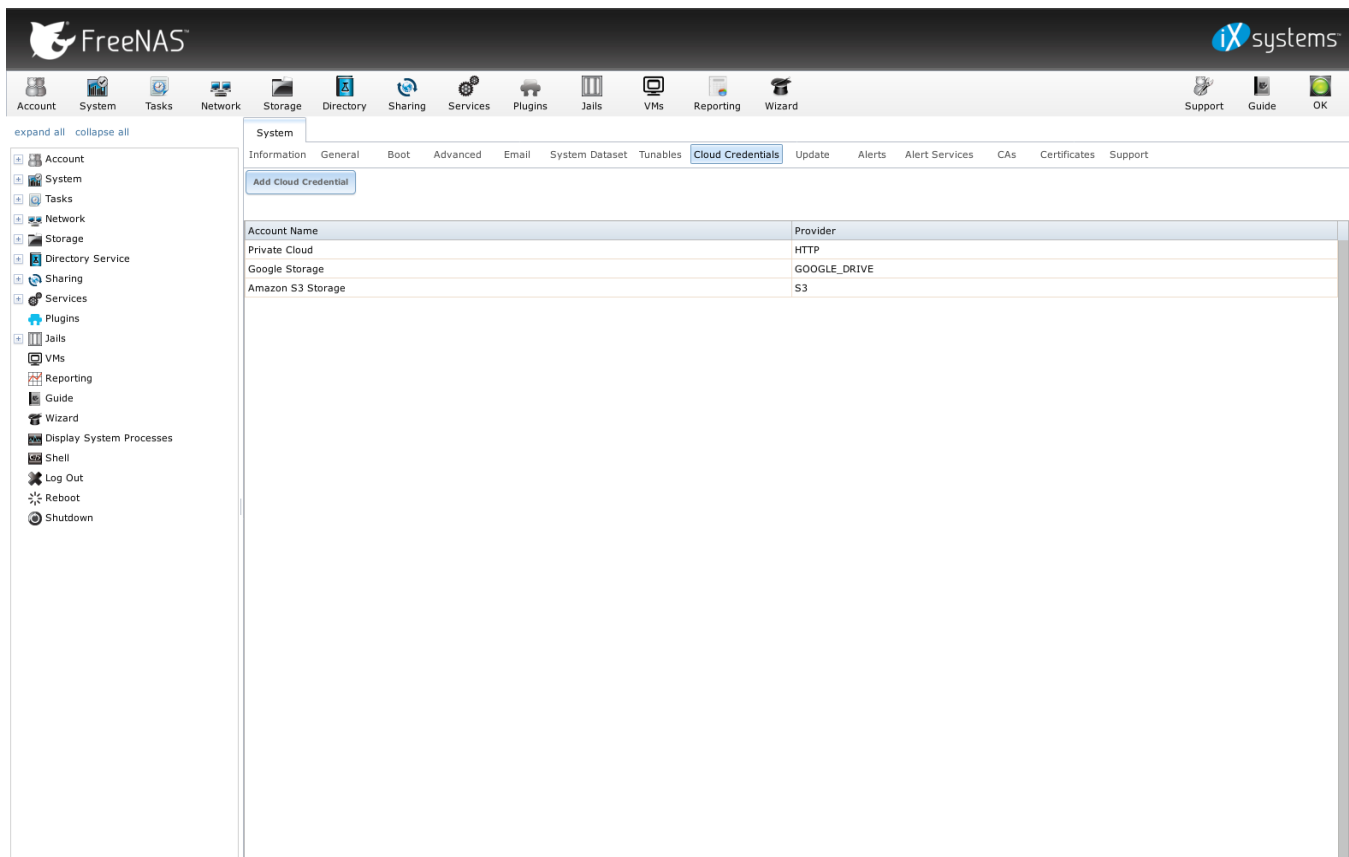 FreeNAS™
iXsystems™
Account System Tasks Network Storage Directory Sharing Services Plugins Jails VMs Reporting Wizard Support Guide OK
expand all collapse all
System
Information General Boot Advanced Email System Dataset Tunables Cloud Credentials Update Alerts Alert Services CAs Certificates Support
Add Cloud Credential
Account Name Provider
Private Cloud HTTP
Google Storage GOOGLE_DRIVE
Amazon S3 Storage S3
Account
System
Tasks
Network
Storage
Directory Service
Sharing
Services
Plugins
Jails
VMs
Reporting
Guide
Wizard
Display System Processes
Shell
Log Out
Reboot
Shutdown